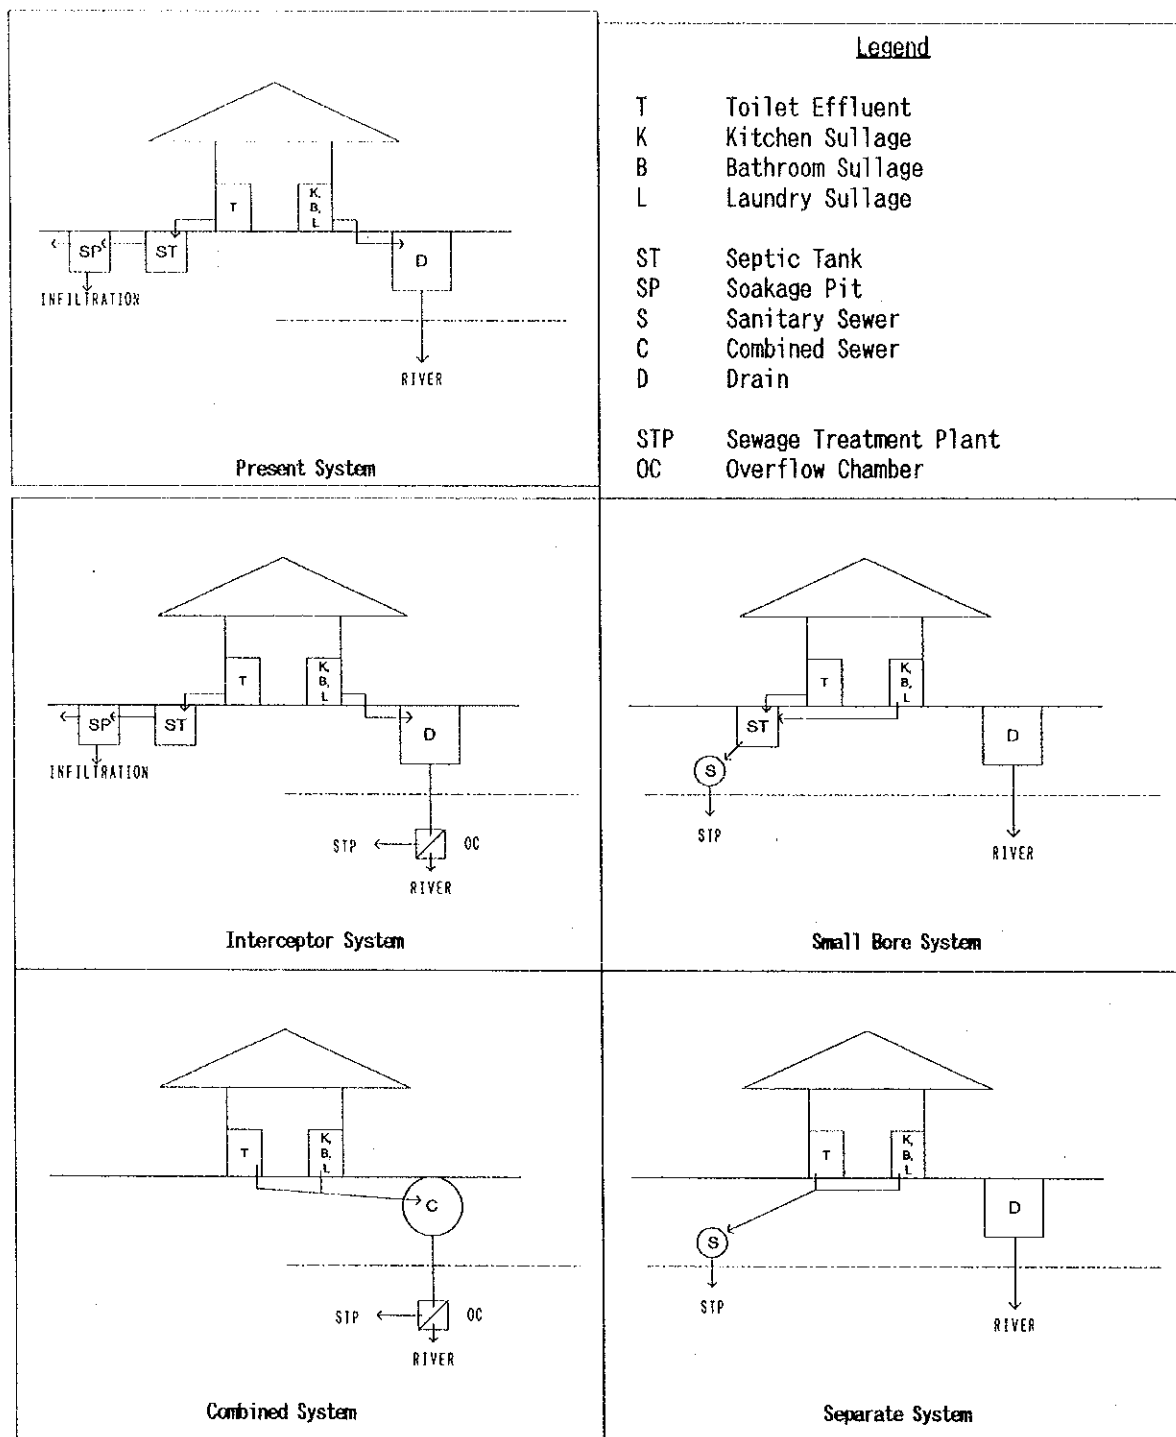 T
K,
B,
L
SP
ST
D
INFILTRATION
RIVER
Present System
Legend
T Toilet Effluent
K Kitchen Sullage
B Bathroom Sullage
L Laundry Sullage
ST Septic Tank
SP Soakage Pit
S Sanitary Sewer
C Combined Sewer
D Drain
STP Sewage Treatment Plant
OC Overflow Chamber
T
K,
B,
L
SP
ST
D
INFILTRATION
STP
OC
RIVER
Interceptor System
T
K,
B,
L
ST
D
S
STP
RIVER
Small Bore System
T
K,
B,
L
C
STP
OC
RIVER
Combined System
T
K,
B,
L
D
S
STP
RIVER
Separate System